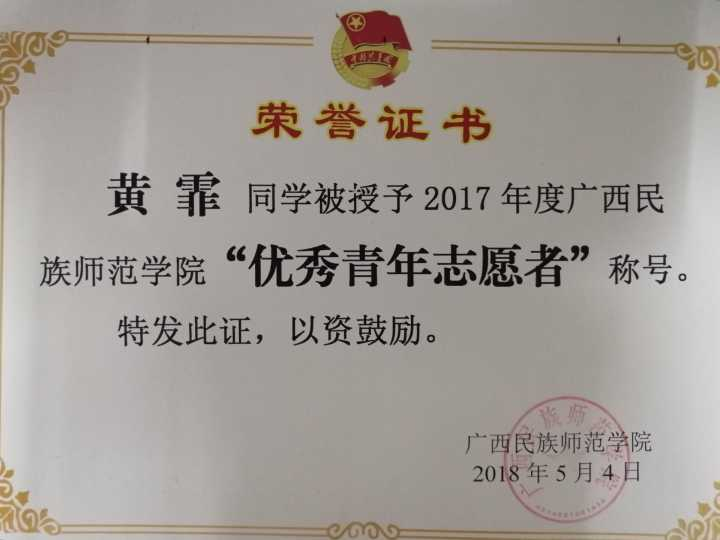 荣誉证书
黄霏 同学被授予2017年度广西民
族师范学院“优秀青年志愿者”称号。
特发此证，以资鼓励。
广西民族师范学院
2018年5月4日